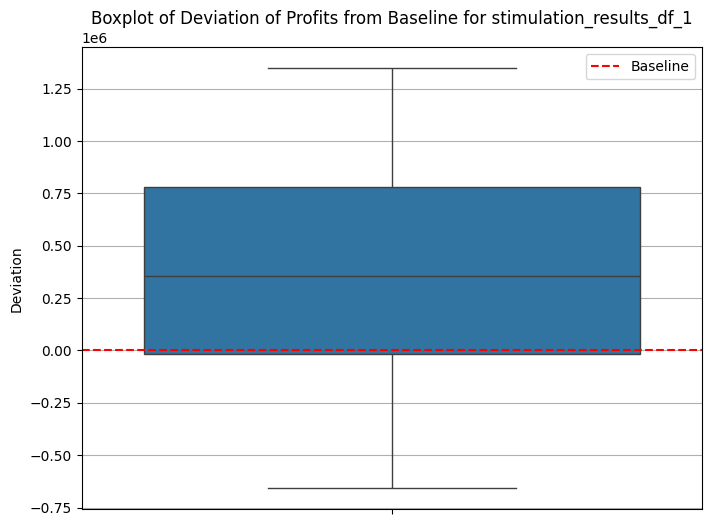 Boxplot of Deviation of Profits from Baseline for stimulation_results_df_1
1e6
Baseline
1.25
1.00
0.75
0.50
0.25
0.00
−0.25
−0.50
−0.75
Deviation